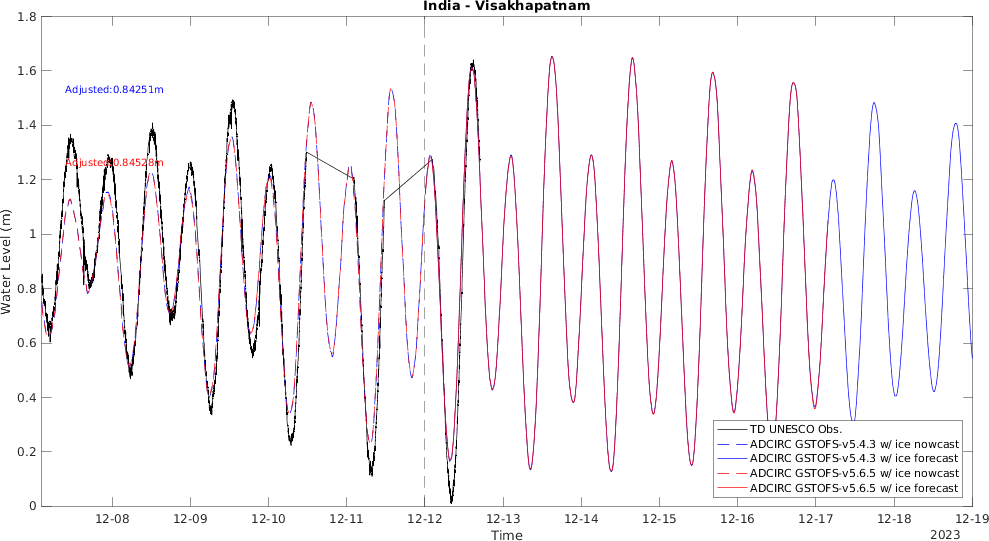 India - Visakhapatnam
1.8
1.6
1.4
1.2
1
0.8
0.6
0.4
0.2
0
Water Level (m)
Adjusted:0.84251m
Adjusted:0.84528m
TD UNESCO Obs.
ADCIRC GSTOFS-v5.4.3 w/ ice nowcast
ADCIRC GSTOFS-v5.4.3 w/ ice forecast
ADCIRC GSTOFS-v5.6.5 w/ ice nowcast
ADCIRC GSTOFS-v5.6.5 w/ ice forecast
12-08 12-09 12-10 12-11 12-12 12-13 12-14 12-15 12-16 12-17 12-18 12-19
Time
2023